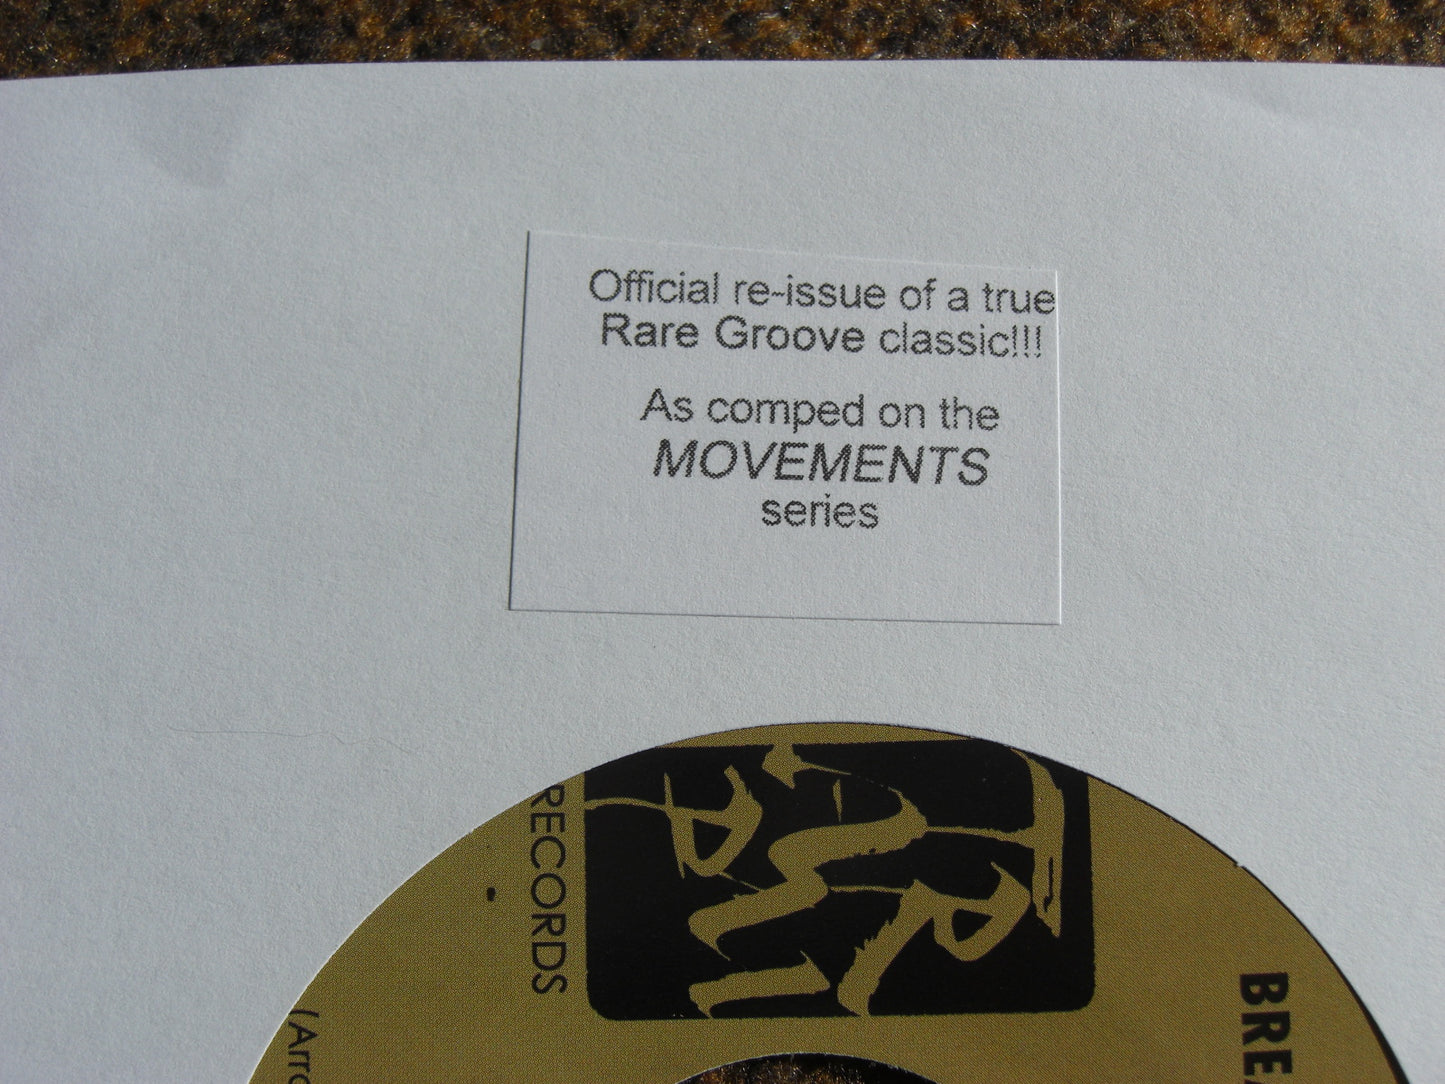 Official re-issue of a true
Rare Groove classic!!!
As comped on the
MOVEMENTS
series
RECORDS